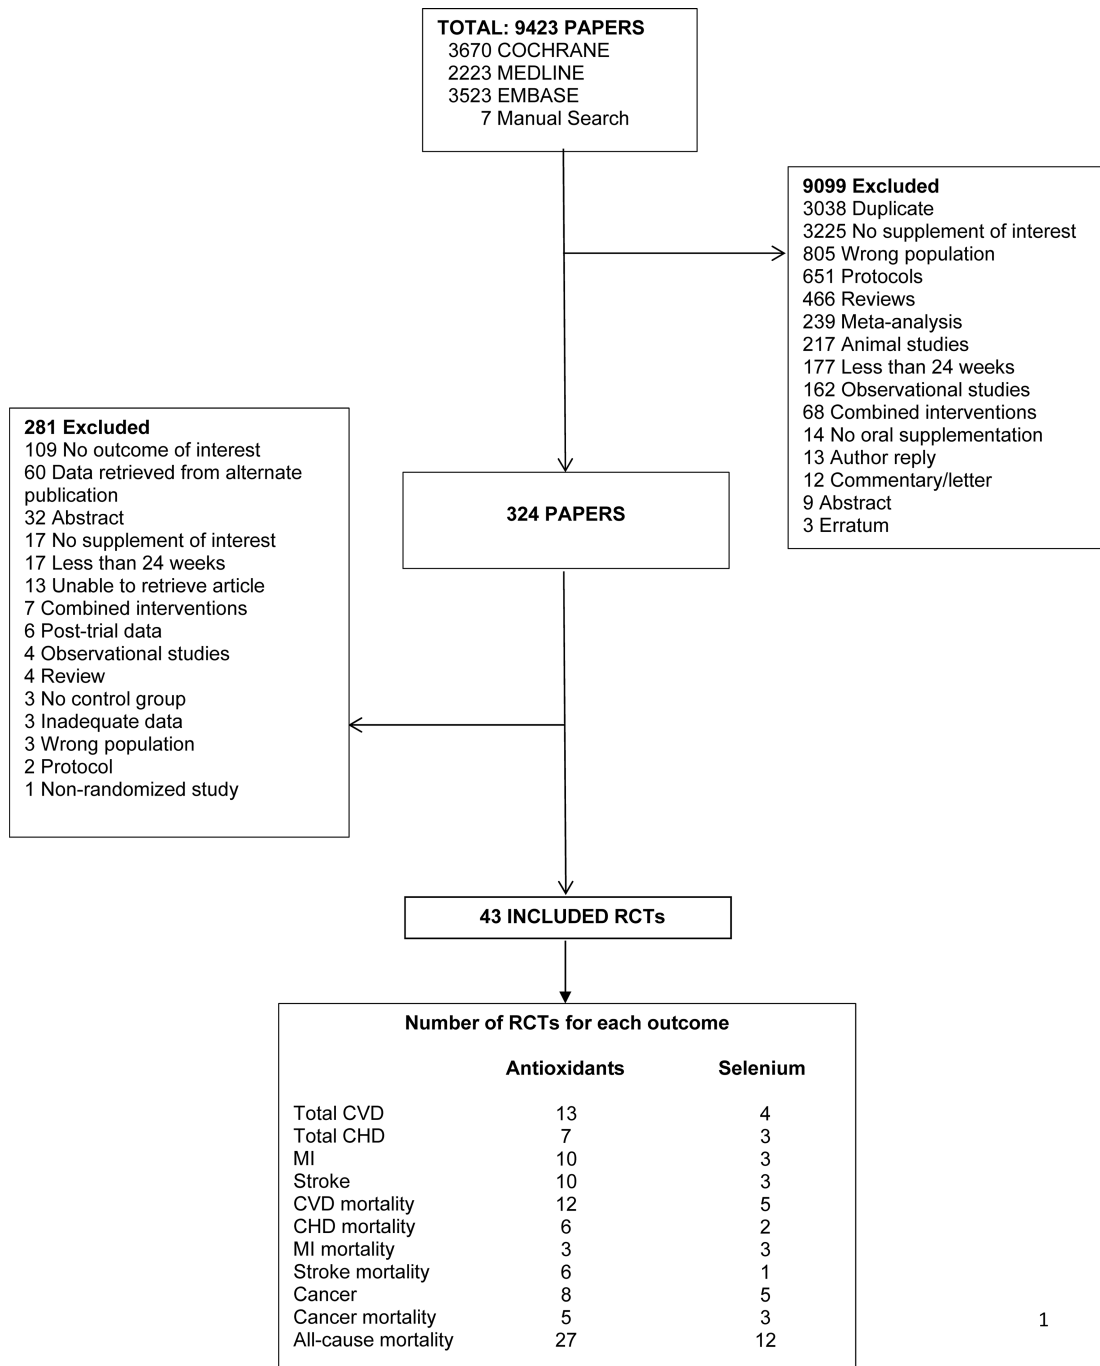 TOTAL: 9423 PAPERS
3670 COCHRANE
2223 MEDLINE
3523 EMBASE
7 Manual Search
9099 Excluded
3038 Duplicate
3225 No supplement of interest
805 Wrong population
651 Protocols
466 Reviews
239 Meta-analysis
217 Animal studies
177 Less than 24 weeks
162 Observational studies
68 Combined interventions
14 No oral supplementation
13 Author reply
12 Commentary/letter
9 Abstract
3 Erratum
324 PAPERS
281 Excluded
109 No outcome of interest
60 Data retrieved from alternate
publication
32 Abstract
17 No supplement of interest
17 Less than 24 weeks
13 Unable to retrieve article
7 Combined interventions
6 Post-trial data
4 Observational studies
4 Review
3 No control group
3 Inadequate data
3 Wrong population
2 Protocol
1 Non-randomized study
43 INCLUDED RCTs
Number of RCTs for each outcome
Antioxidants Selenium
Total CVD 13 4
Total CHD 7 3
MI 10 3
Stroke 10 3
CVD mortality 12 5
CHD mortality 6 2
MI mortality 3 3
Stroke mortality 6 1
Cancer 8 5
Cancer mortality 5 3
All-cause mortality 27 12
1